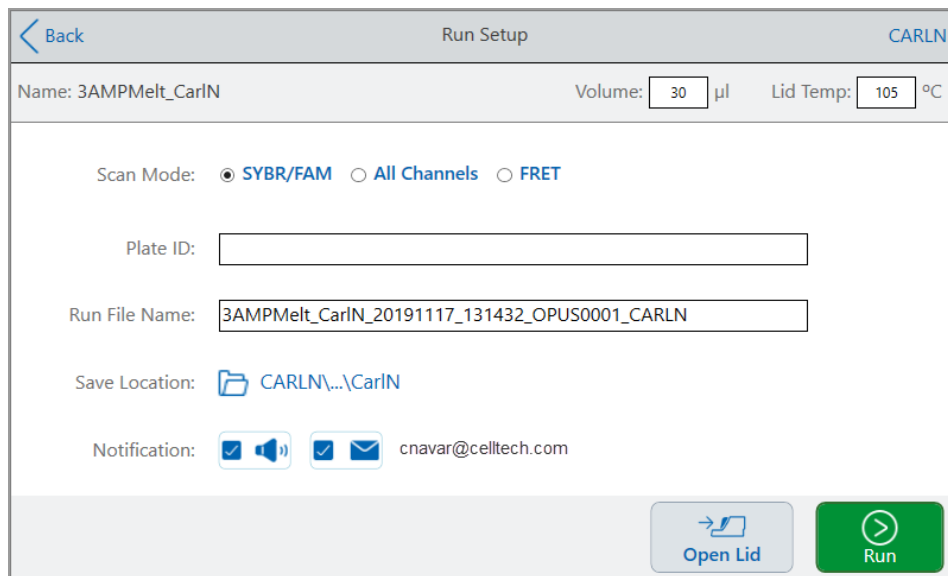 Back Run Setup CARLN
Name: 3AMPMelt_CarlN Volume: 30 µl Lid Temp: 105 ºC
Scan Mode: SYBR/FAM All Channels FRET
Plate ID:
Run File Name: 3AMPMelt_CarlN_20191117_131432_OPUS0001_CARLN
Save Location: CARLN\...\CarlN
Notification: cnavar@celltech.com
Open Lid Run